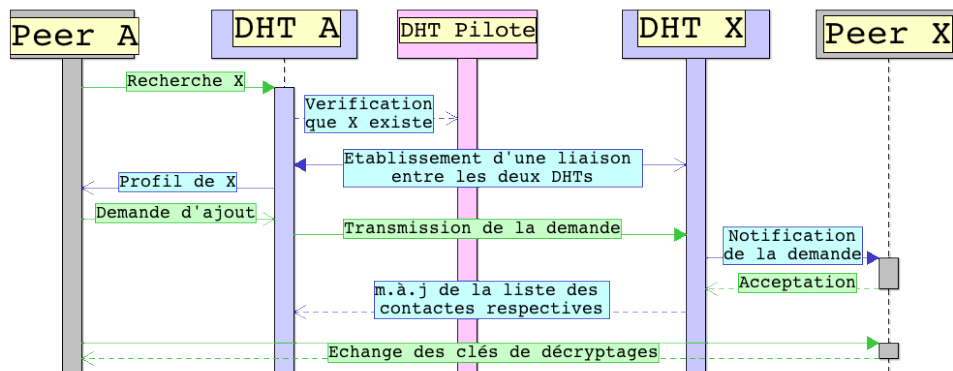 Peer A
DHT A
DHT Pilote
DHT X
Peer X
Recherche X
Verification
que X existe
Etablissement d'une liaison
entre les deux DHTs
Profil de X
Demande d'ajout
Transmission de la demande
Notification
de la demande
Acceptation
m.à.j de la liste des
contactes respectives
Echange des clés de décryptages